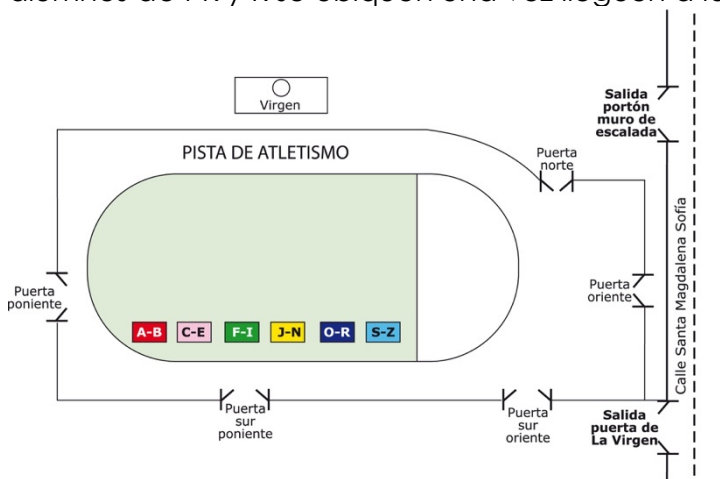 Virgen
Salida
portón
muro de
escalada
PISTA DE ATLETISMO
Puerta
norte
Calle Santa Magdalena Sofía
Puerta
poniente
Puerta
oriente
A-B C-E F-I J-N O-R S-Z
Puerta
sur
poniente
Puerta
sur
oriente
Salida
puerta de
La Virgen